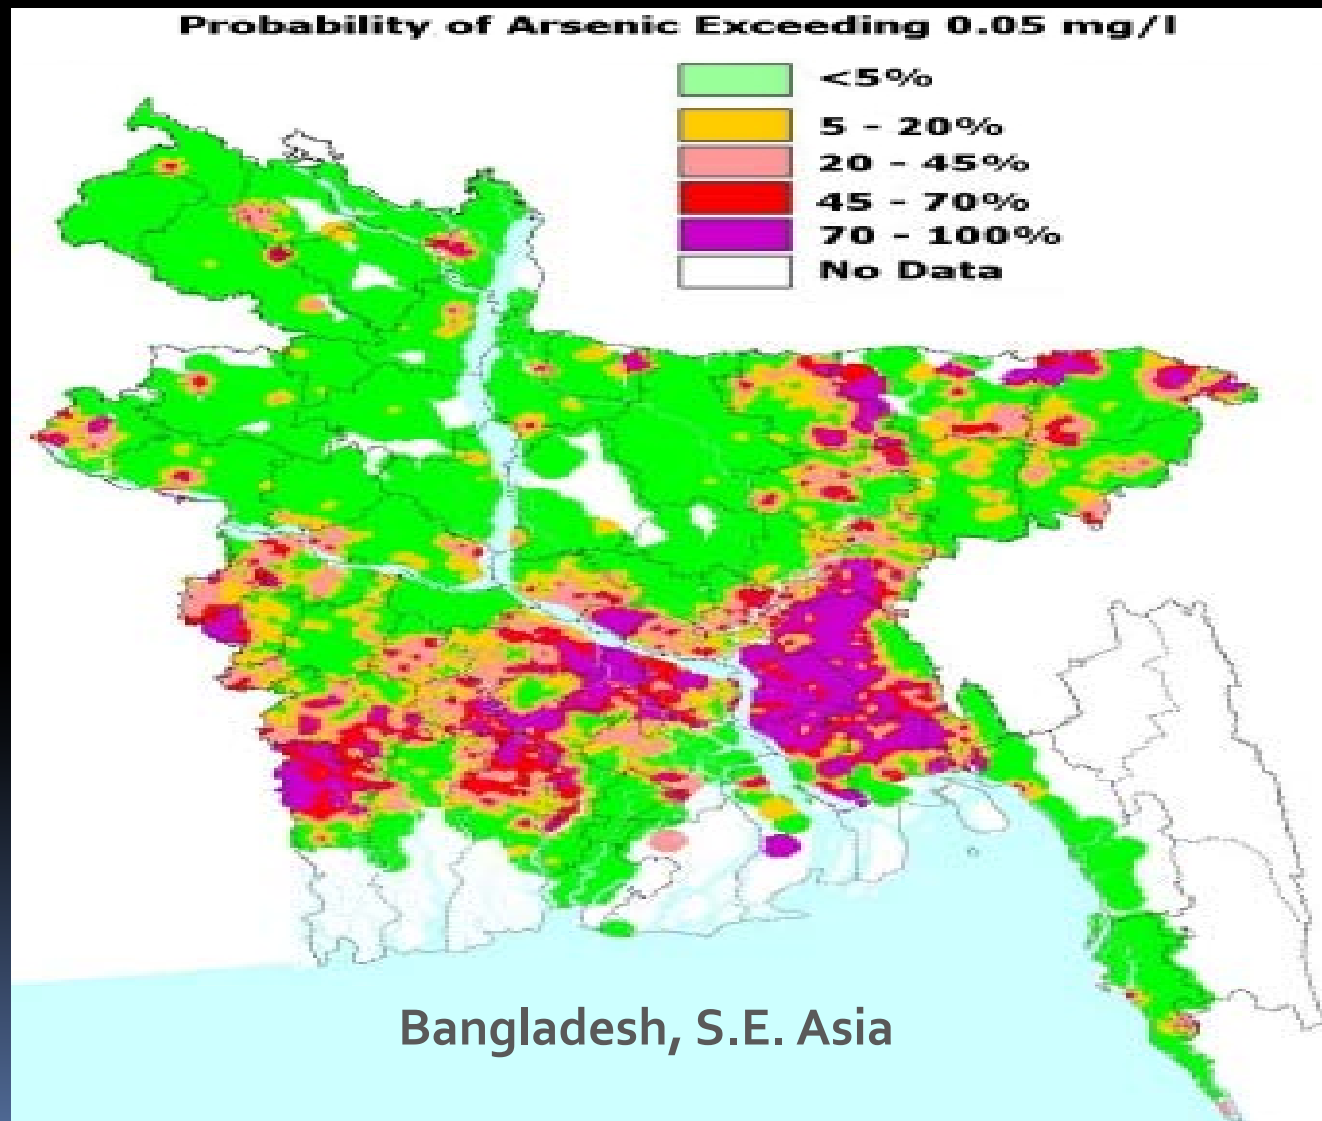 Probability of Arsenic Exceeding 0.05 mg/l
<5%
5 - 20%
20 - 45%
45 - 70%
70 - 100%
No Data
Bangladesh, S.E. Asia